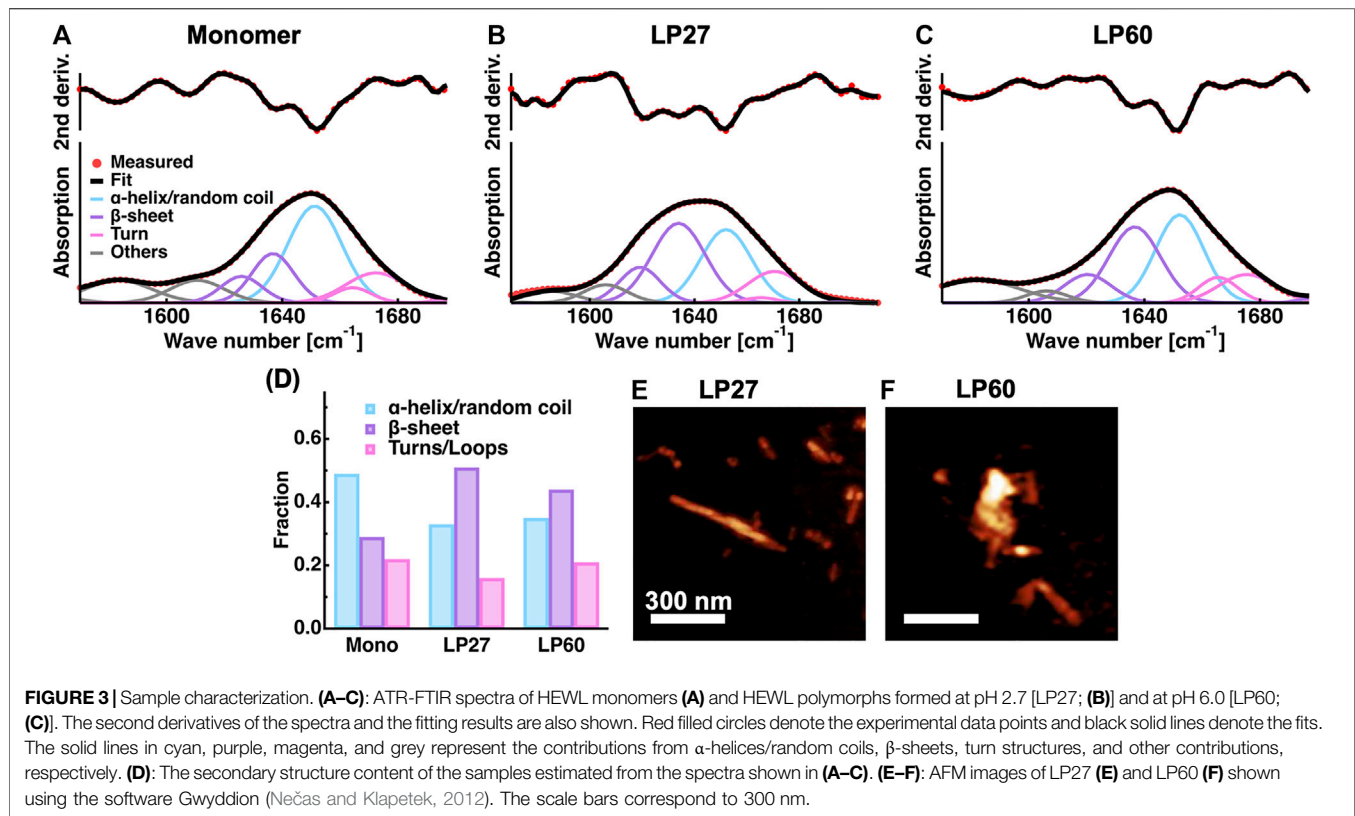 A Monomer
B LP27
C LP60
2nd deriv.
2nd deriv.
2nd deriv.
Absorption
Absorption
Absorption
Measured
Fit
α-helix/random coil
β-sheet
Turn
Others
1600 1640 1680
1600 1640 1680
1600 1640 1680
Wave number [cm⁻¹]
Wave number [cm⁻¹]
Wave number [cm⁻¹]
(D)
α-helix/random coil
β-sheet
Turns/Loops
Fraction
0.6
0.4
0.2
0.0
Mono LP27 LP60
E LP27
300 nm
F LP60
FIGURE 3 | Sample characterization. (A–C): ATR-FTIR spectra of HEWL monomers (A) and HEWL polymorphs formed at pH 2.7 [LP27; (B)] and at pH 6.0 [LP60;
(C)]. The second derivatives of the spectra and the fitting results are also shown. Red filled circles denote the experimental data points and black solid lines denote the fits.
The solid lines in cyan, purple, magenta, and grey represent the contributions from α-helices/random coils, β-sheets, turn structures, and other contributions,
respectively. (D): The secondary structure content of the samples estimated from the spectra shown in (A–C). (E–F): AFM images of LP27 (E) and LP60 (F) shown
using the software Gwyddion (Nečas and Klapetek, 2012). The scale bars correspond to 300 nm.